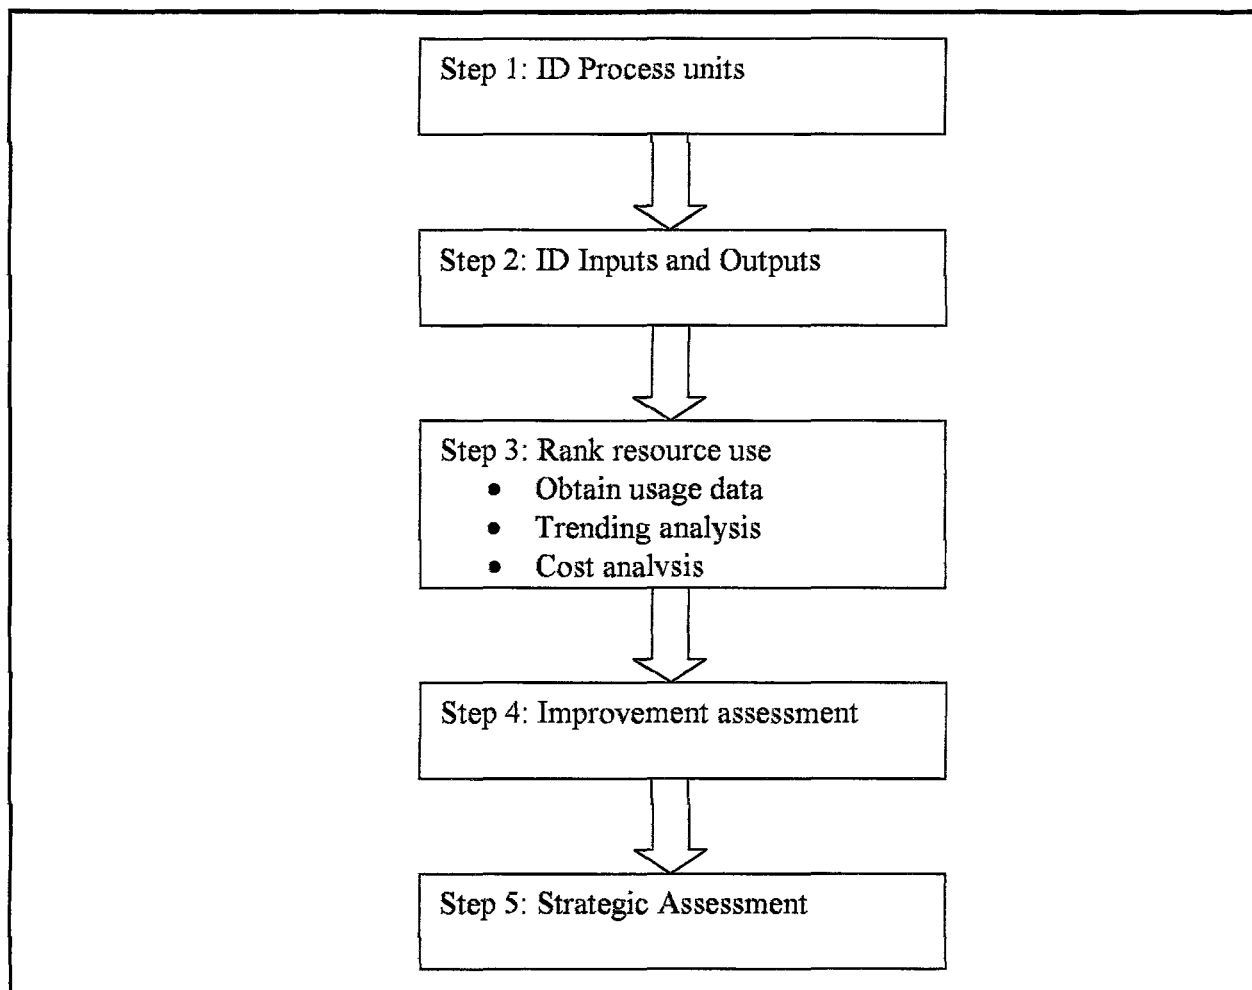 Step 1: ID Process units
Step 2: ID Inputs and Outputs
Step 3: Rank resource use
• Obtain usage data
• Trending analysis
• Cost analysis
Step 4: Improvement assessment
Step 5: Strategic Assessment